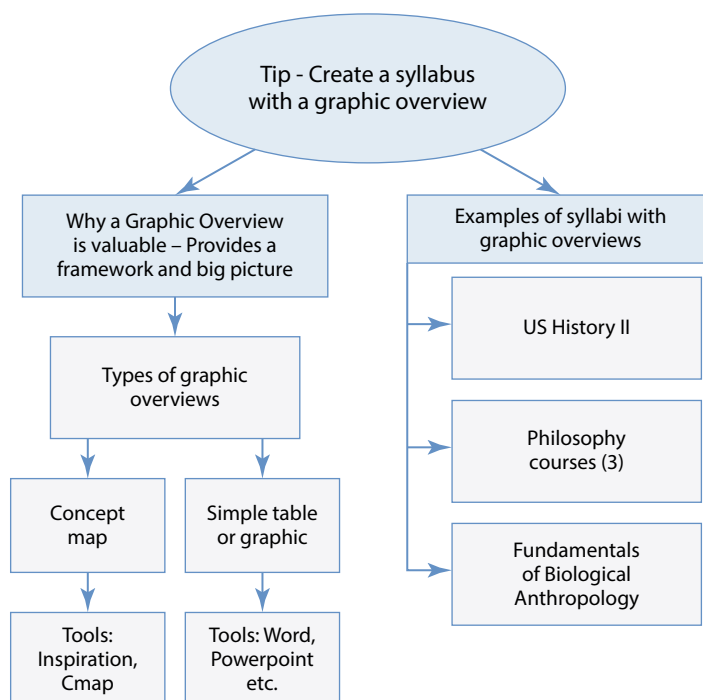 Tip - Create a syllabus
with a graphic overview
Why a Graphic Overview
is valuable – Provides a
framework and big picture
Types of graphic
overviews
Concept
map
Simple table
or graphic
Tools:
Inspiration,
Cmap
Tools: Word,
Powerpoint
etc.
Examples of syllabi with
graphic overviews
US History II
Philosophy
courses (3)
Fundamentals
of Biological
Anthropology